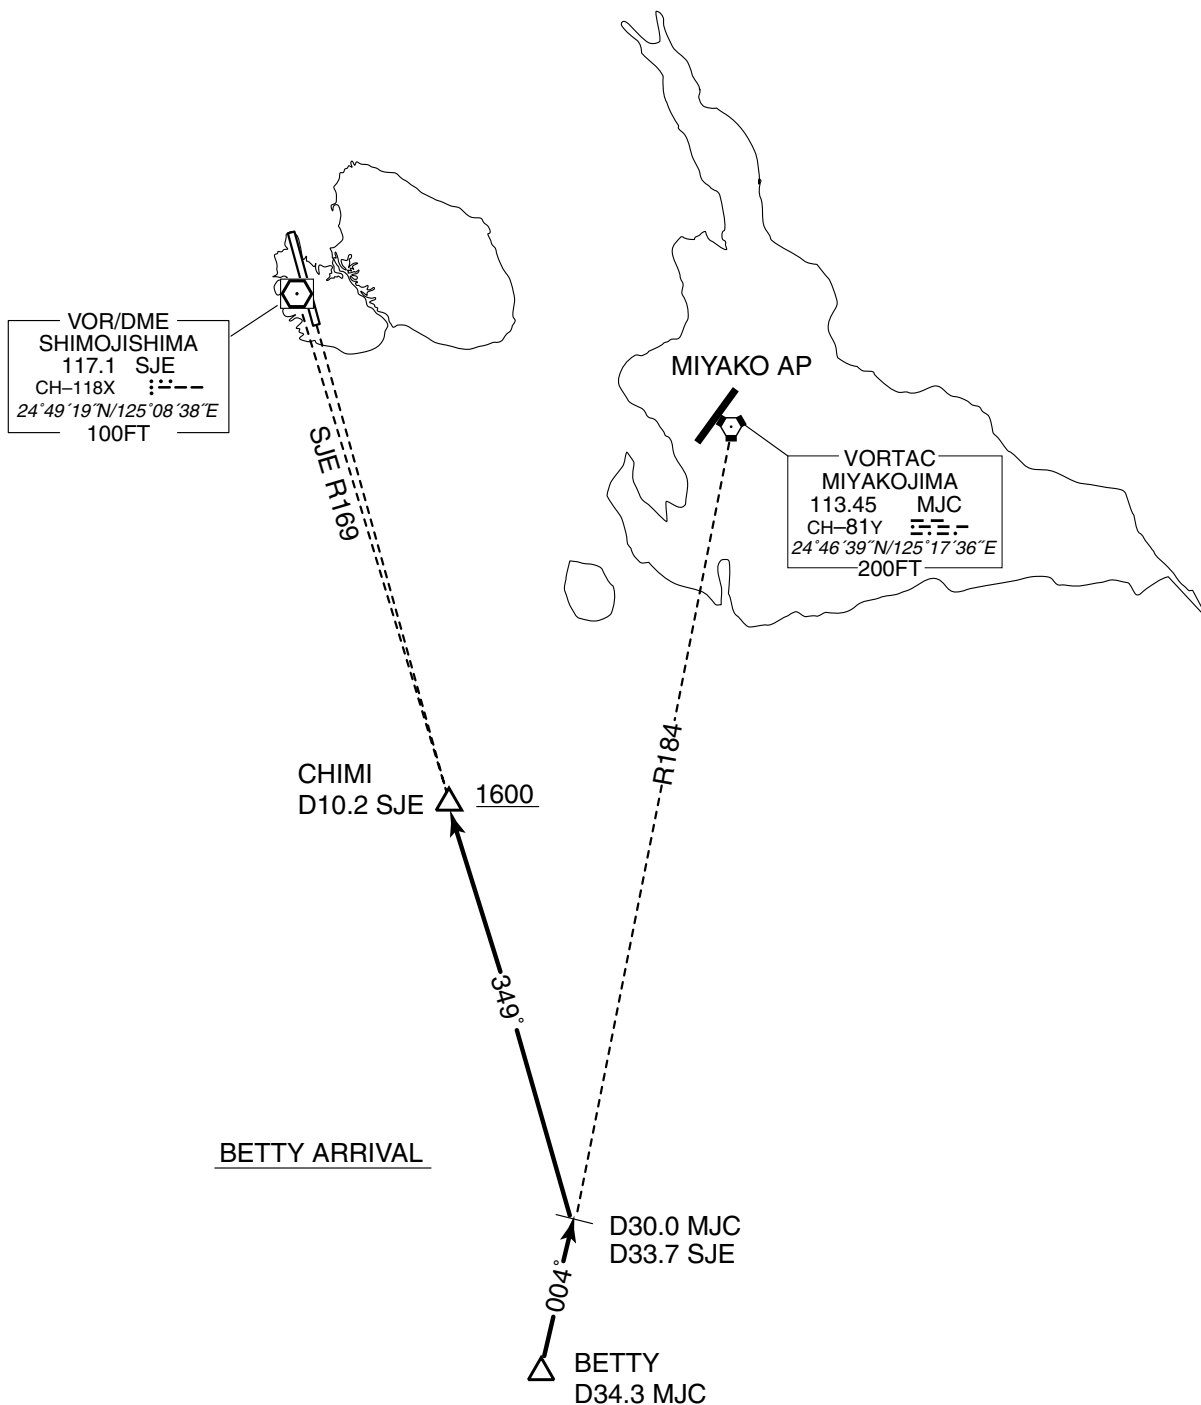 VOR/DME
SHIMOJISHIMA
117.1 SJE
CH–118X
24°49´19˝N/125°08´38˝E
100FT
MIYAKO AP
VORTAC
MIYAKOJIMA
113.45 MJC
CH–81Y
24°46´39˝N/125°17´36˝E
200FT
SJE R169
R184
CHIMI
D10.2 SJE
1600
349°
BETTY ARRIVAL
D30.0 MJC
D33.7 SJE
004°
BETTY
D34.3 MJC